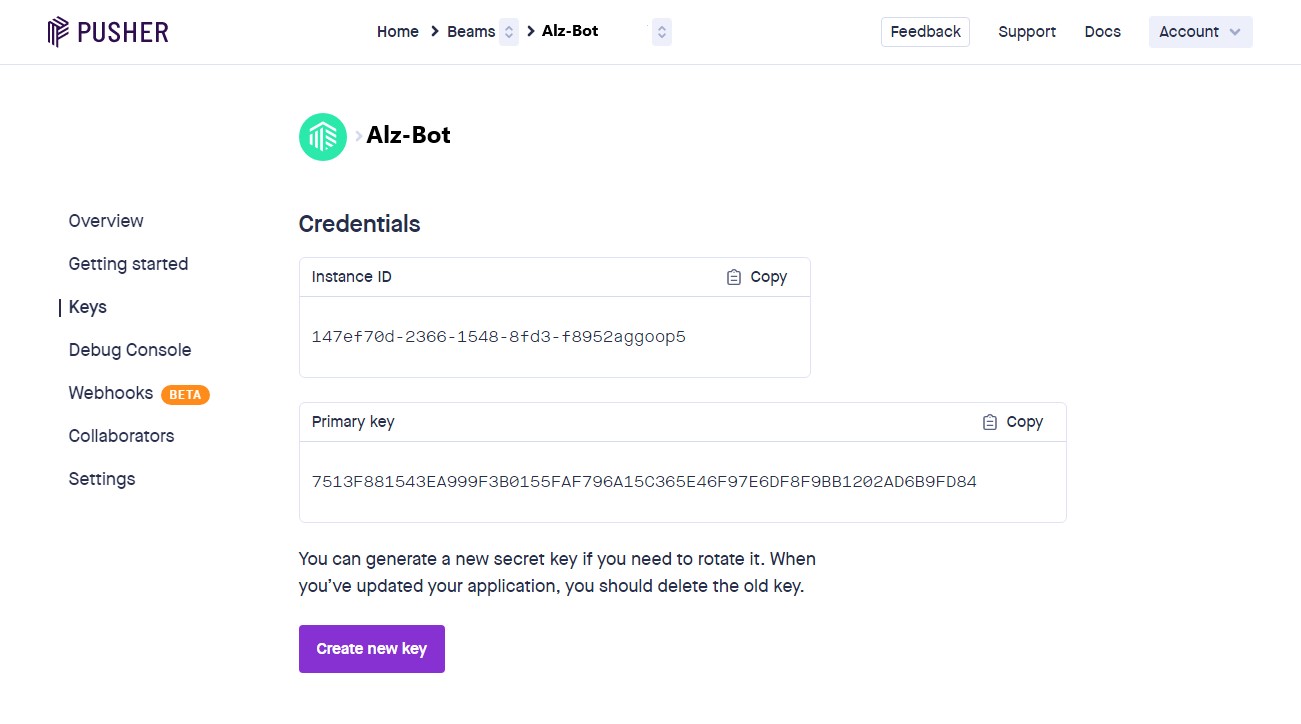 PUSHER
Home > Beams > Alz-Bot
Feedback
Support
Docs
Account
Alz-Bot
Overview
Getting started
Keys
Debug Console
Webhooks BETA
Collaborators
Settings
Credentials
Instance ID
Copy
147ef70d-2366-1548-8fd3-f8952aggoop5
Primary key
Copy
7513F881543EA999F3B0155FAF796A15C365E46F97E6DF8F9BB1202AD6B9FD84
You can generate a new secret key if you need to rotate it. When
you’ve updated your application, you should delete the old key.
Create new key